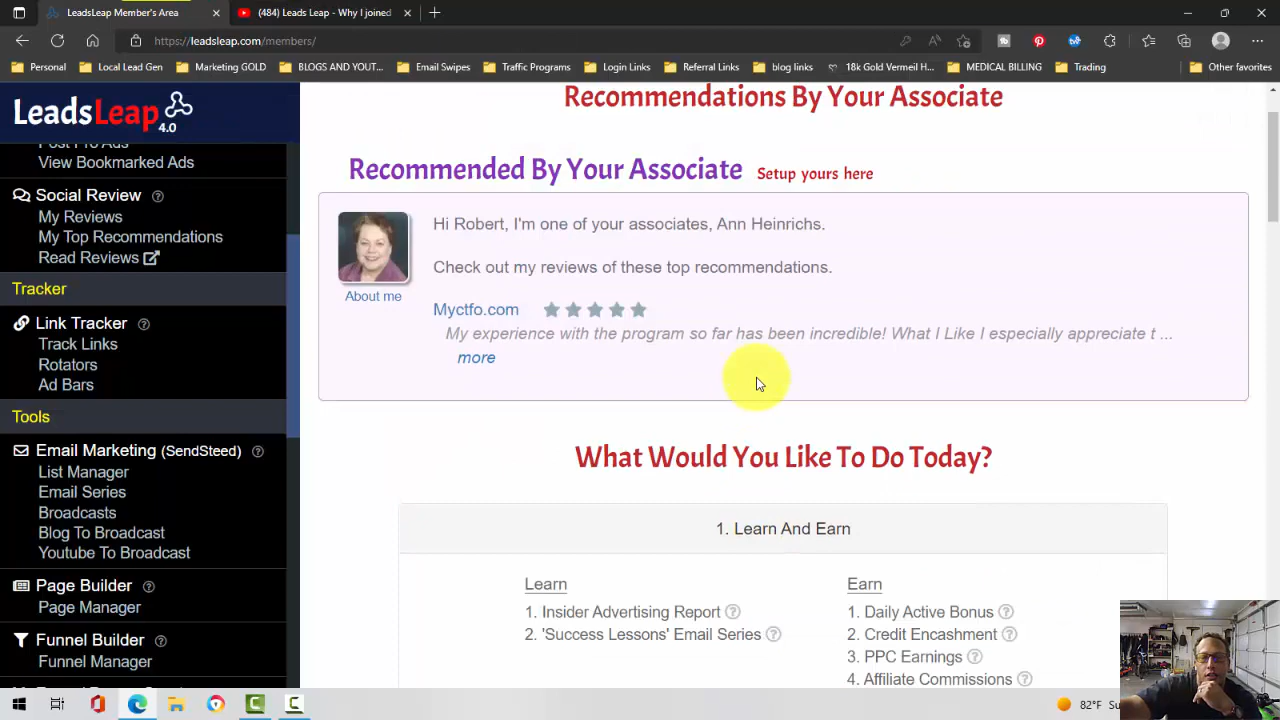 LeadsLeap Member's Area
(484) Leads Leap - Why I joined
https://leadsleap.com/members/
Personal
Local Lead Gen
Marketing GOLD
BLOGS AND YOUT...
Email Swipes
Traffic Programs
Login Links
Referral Links
blog links
18k Gold Vermeil H...
MEDICAL BILLING
Trading
Other favorites
LeadsLeap 4.0
Post Pro Ads
View Bookmarked Ads
Social Review
My Reviews
My Top Recommendations
Read Reviews
Tracker
Link Tracker
Track Links
Rotators
Ad Bars
Tools
Email Marketing (SendSteed)
List Manager
Email Series
Broadcasts
Blog To Broadcast
Youtube To Broadcast
Page Builder
Page Manager
Funnel Builder
Funnel Manager
Recommendations By Your Associate
Recommended By Your Associate Setup yours here
Hi Robert, I'm one of your associates, Ann Heinrichs.
About me
Check out my reviews of these top recommendations.
Myctfo.com
My experience with the program so far has been incredible! What I Like I especially appreciate t ...
more
What Would You Like To Do Today?
1. Learn And Earn
Learn
1. Insider Advertising Report
2. 'Success Lessons' Email Series
Earn
1. Daily Active Bonus
2. Credit Encashment
3. PPC Earnings
4. Affiliate Commissions
82°F Su